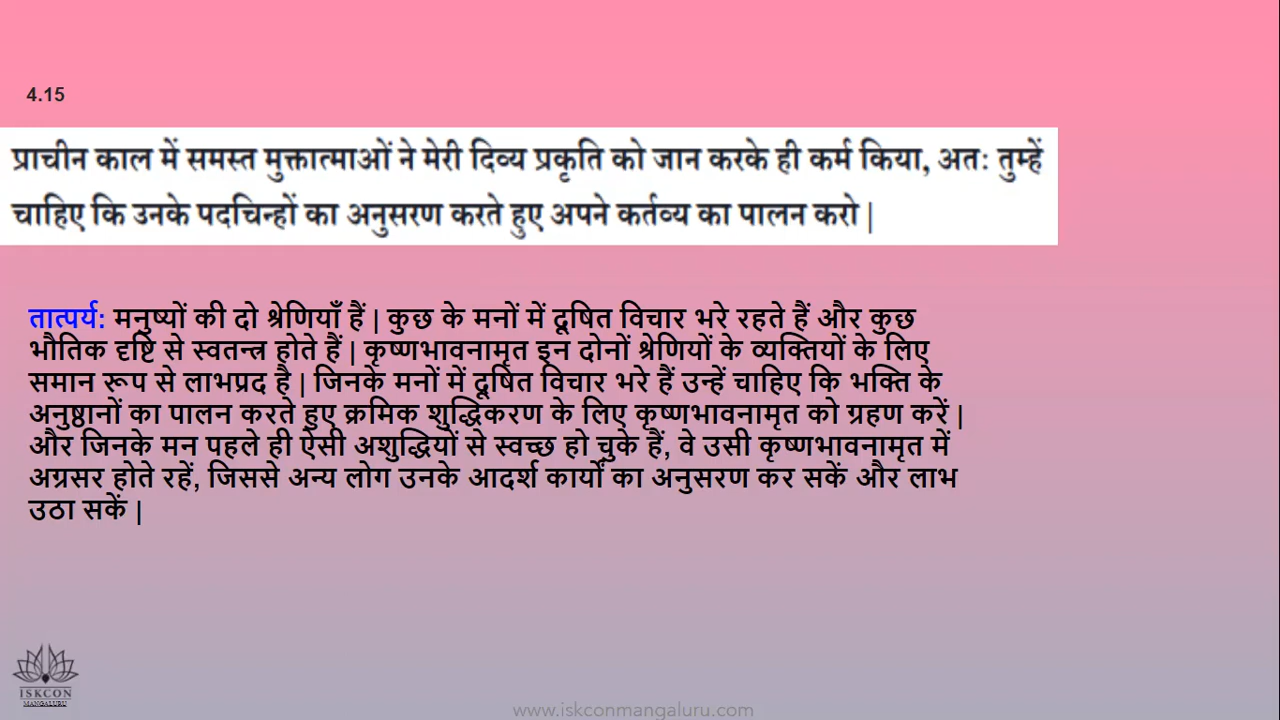 4.15
प्राचीन काल में समस्त मुक्तात्माओं ने मेरी दिव्य प्रकृति को जान करके ही कर्म किया, अतः तुम्हें
चाहिए कि उनके पदचिन्हों का अनुसरण करते हुए अपने कर्तव्य का पालन करो |
तात्पर्य: मनुष्यों की दो श्रेणियाँ हैं | कुछ के मनों में दूषित विचार भरे रहते हैं और कुछ
भौतिक दृष्टि से स्वतन्त्र होते हैं | कृष्णभावनामृत इन दोनों श्रेणियों के व्यक्तियों के लिए
समान रूप से लाभप्रद है | जिनके मनों में दूषित विचार भरे हैं उन्हें चाहिए कि भक्ति के
अनुष्ठानों का पालन करते हुए क्रमिक शुद्धिकरण के लिए कृष्णभावनामृत को ग्रहण करें |
और जिनके मन पहले ही ऐसी अशुद्धियों से स्वच्छ हो चुके हैं, वे उसी कृष्णभावनामृत में
अग्रसर होते रहें, जिससे अन्य लोग उनके आदर्श कार्यों का अनुसरण कर सकें और लाभ
उठा सकें |
ISKCON
MANGALURU
www.iskconmangaluru.com